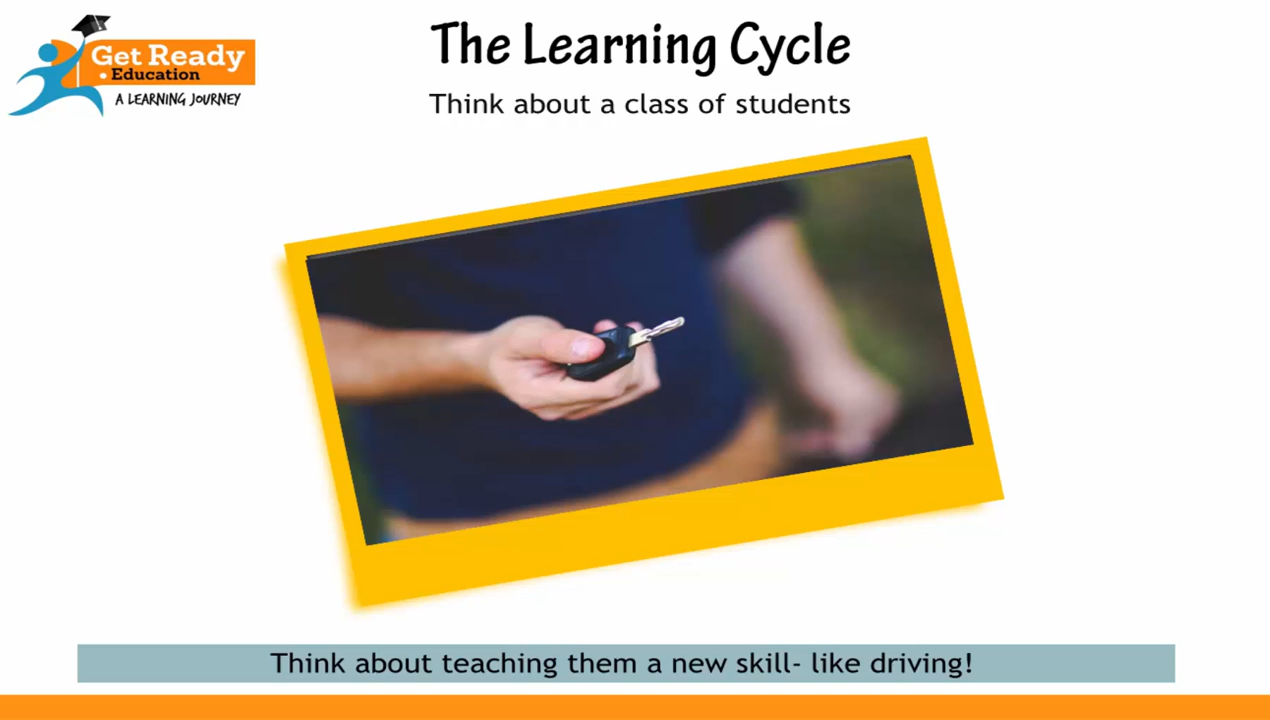 Get Ready
• Education
A LEARNING JOURNEY
The Learning Cycle
Think about a class of students
Think about teaching them a new skill- like driving!